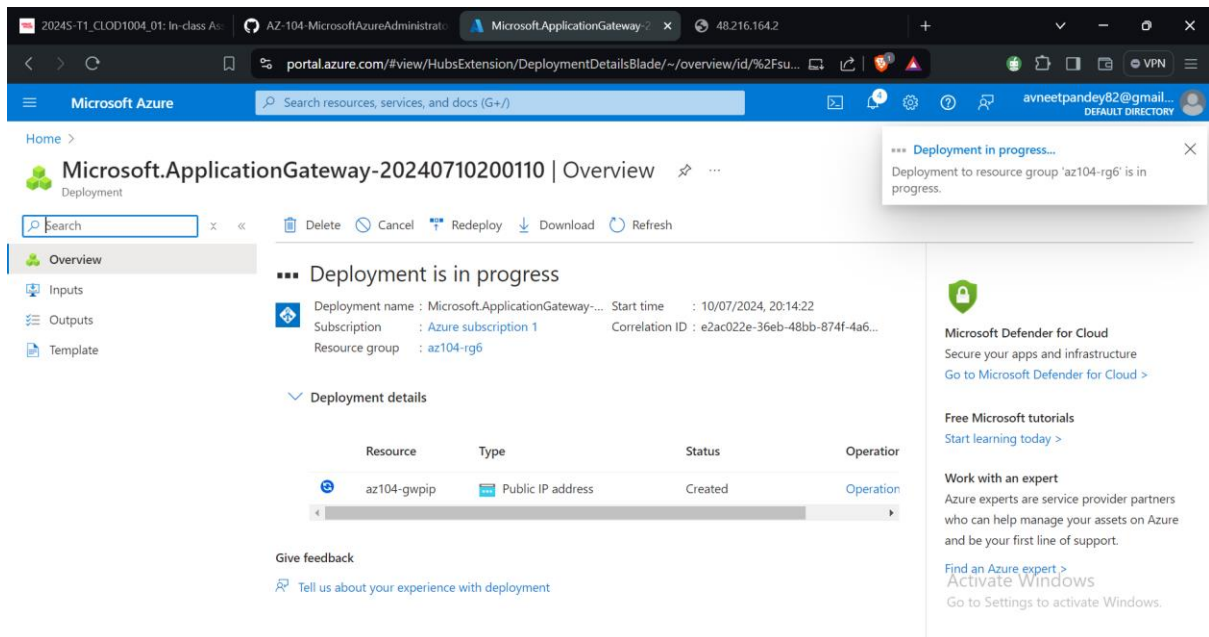 2024S-T1_CLOD1004_01: In-class As
AZ-104-MicrosoftAzureAdministrato
Microsoft.ApplicationGateway-2
48.216.164.2
portal.azure.com/#view/HubsExtension/DeploymentDetailsBlade/~/overview/id/%2Fsu...
VPN
Microsoft Azure
Search resources, services, and docs (G+/)
4
avneetpandey82@gmail...
DEFAULT DIRECTORY
Home >
Deployment in progress...
Deployment to resource group 'az104-rg6' is in
progress.
Microsoft.ApplicationGateway-20240710200110 | Overview
Deployment
Search
Delete Cancel Redeploy Download Refresh
Overview
Inputs
Outputs
Template
Deployment is in progress
Deployment name : Microsoft.ApplicationGateway-... Start time : 10/07/2024, 20:14:22
Subscription : Azure subscription 1 Correlation ID : e2ac022e-36eb-48bb-874f-4a6...
Resource group : az104-rg6
Deployment details
Resource Type Status Operation
az104-gwpip Public IP address Created Operation
Give feedback
Tell us about your experience with deployment
Microsoft Defender for Cloud
Secure your apps and infrastructure
Go to Microsoft Defender for Cloud >
Free Microsoft tutorials
Start learning today >
Work with an expert
Azure experts are service provider partners
who can help manage your assets on Azure
and be your first line of support.
Find an Azure expert >
Activate Windows
Go to Settings to activate Windows.